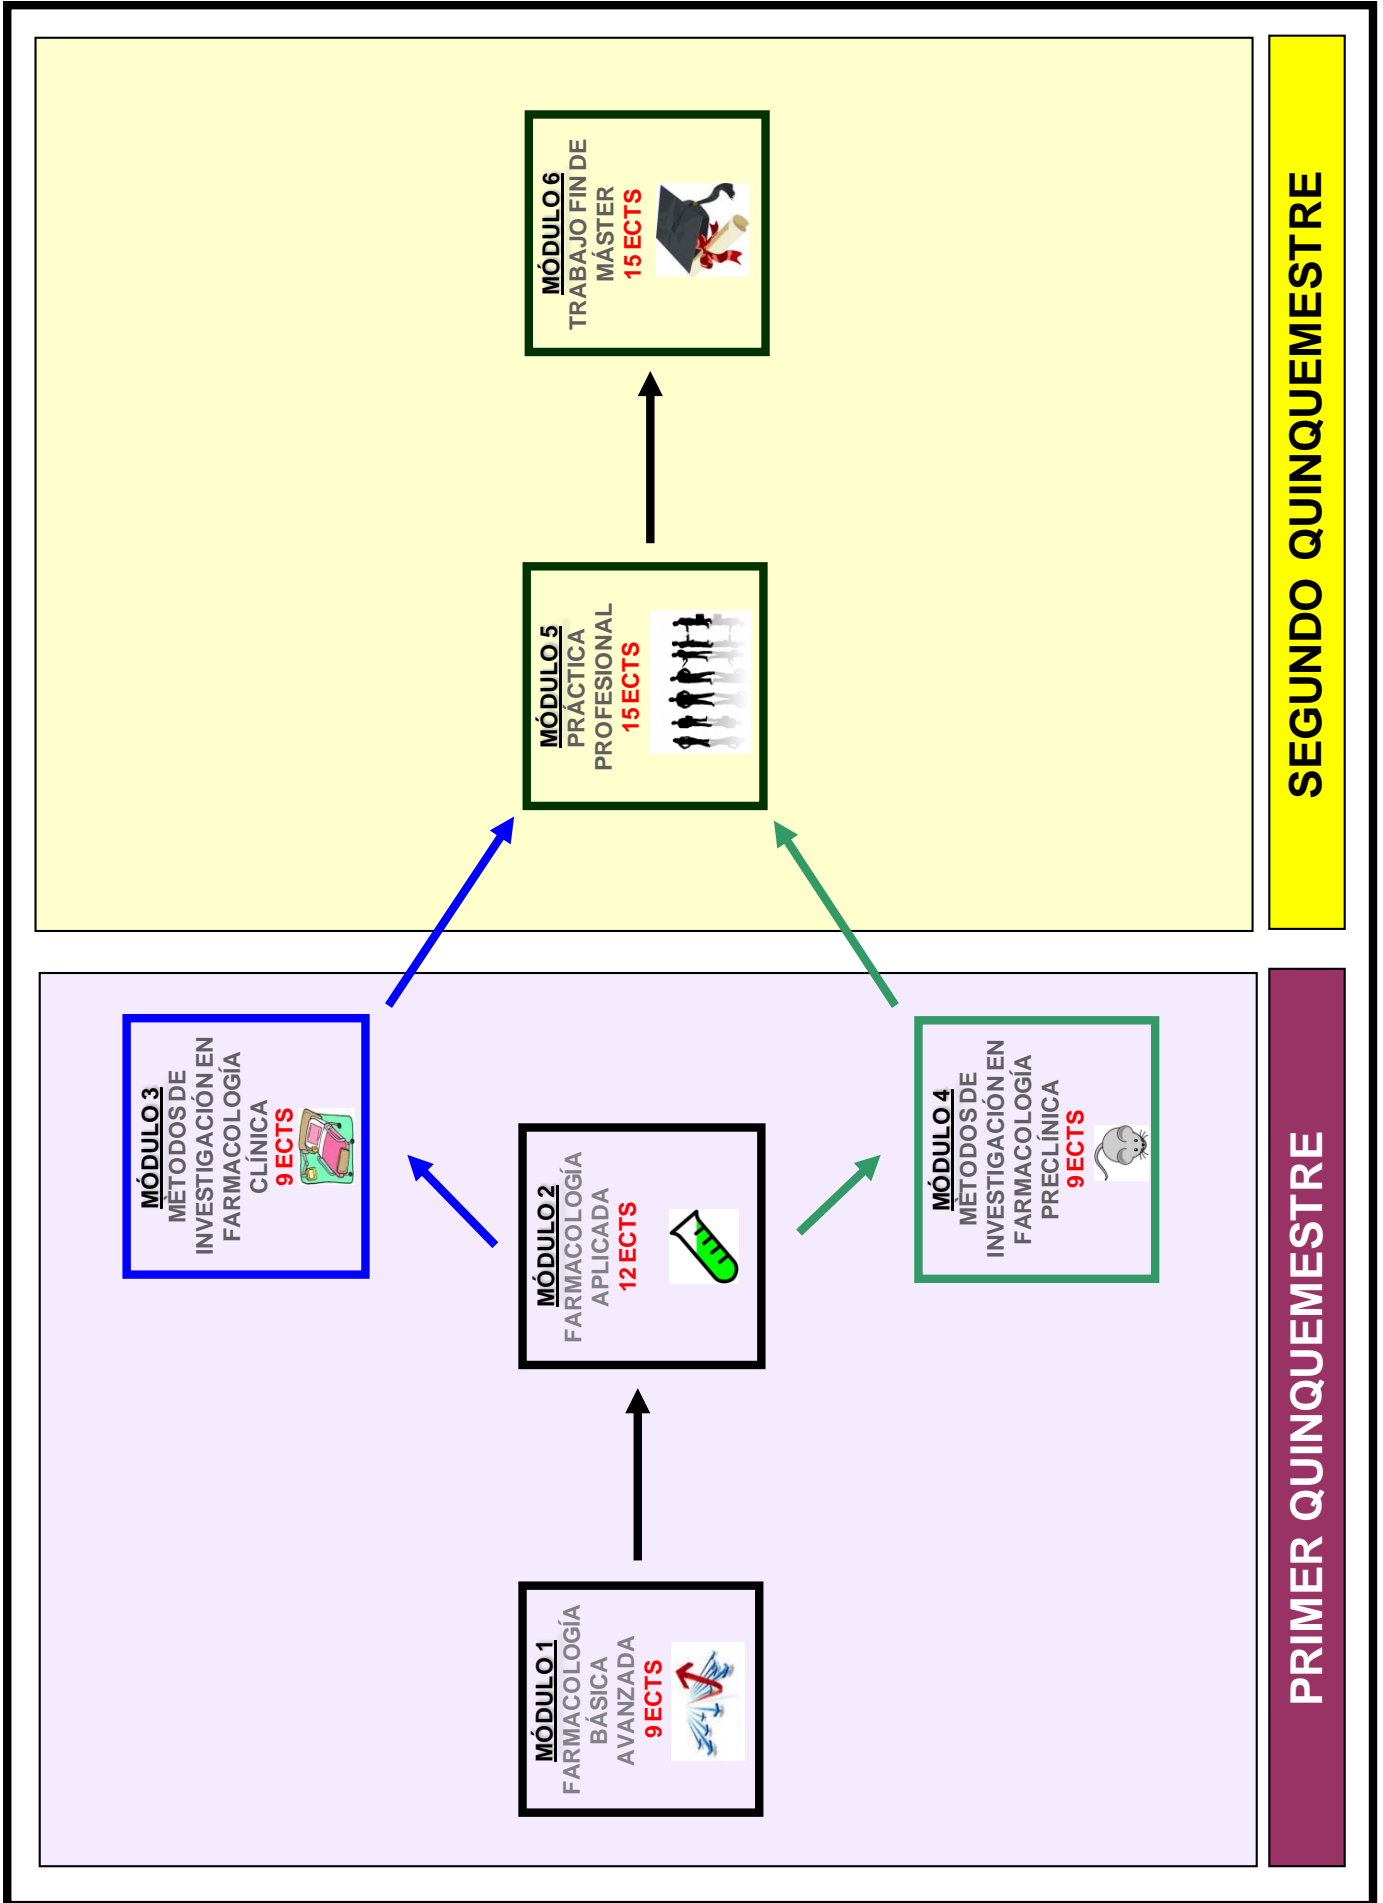 MÓDULO 1
FARMACOLOGÍA
BÁSICA
AVANZADA
9 ECTS
MÓDULO 2
FARMACOLOGÍA
APLICADA
12 ECTS
MÓDULO 3
MÉTODOS DE
INVESTIGACIÓN EN
FARMACOLOGÍA
CLÍNICA
9 ECTS
MÓDULO 4
MÉTODOS DE
INVESTIGACIÓN EN
FARMACOLOGÍA
PRECLÍNICA
9 ECTS
PRIMER QUINQUEMESTRE
MÓDULO 5
PRÁCTICA
PROFESIONAL
15 ECTS
MÓDULO 6
TRABAJO FIN DE
MÁSTER
15 ECTS
SEGUNDO QUINQUEMESTRE